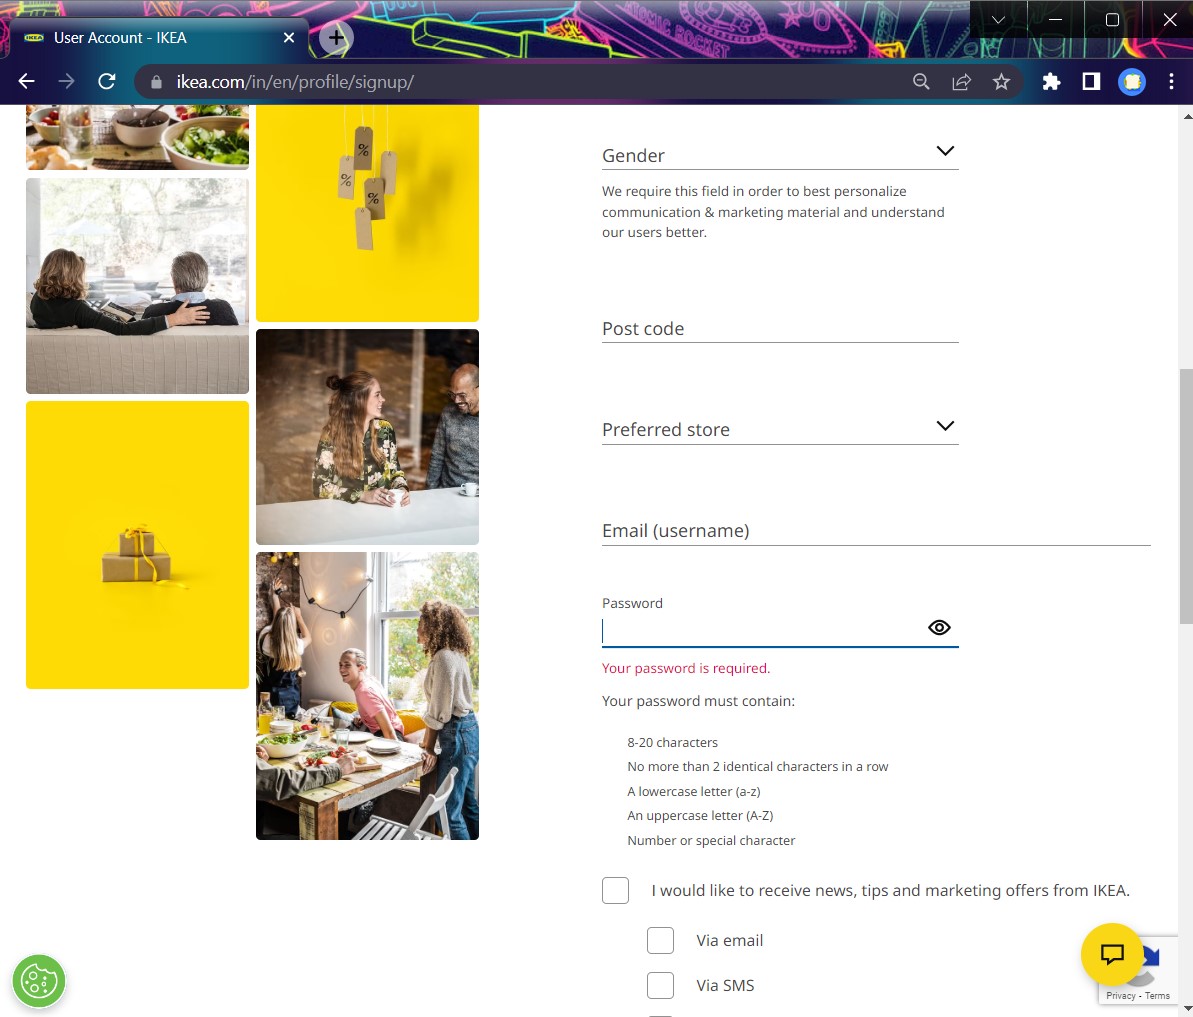 User Account - IKEA
ikea.com/in/en/profile/signup/
%
%
%
Gender
We require this field in order to best personalize
communication & marketing material and understand
our users better.
Post code
Preferred store
Email (username)
Password
Your password is required.
Your password must contain:
8-20 characters
No more than 2 identical characters in a row
A lowercase letter (a-z)
An uppercase letter (A-Z)
Number or special character
I would like to receive news, tips and marketing offers from IKEA.
Via email
Via SMS
Privacy - Terms